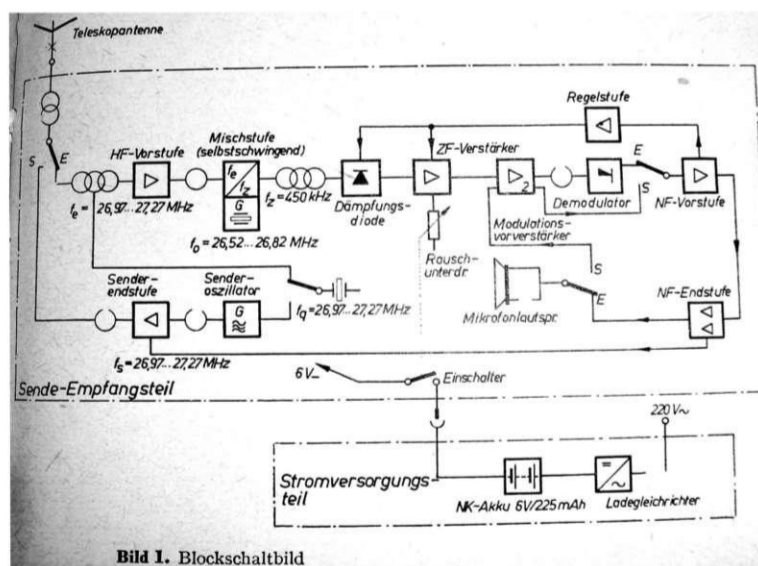 Teleskopantenne
Regelstufe
HF-Vorstufe
Mischstufe
(selbstschwingend)
ZF-Verstärker
S
E
fe
fz
G
fz = 450 kHz
2
E
S
fe = 26,97...27,27 MHz
Dämpfungs-
diode
Demodulator
NF-Vorstufe
fo = 26,52...26,82 MHz
Modulations-
vorverstärker
Rausch-
unterdr.
Sender-
endstufe
Sender-
oszillator
S
E
NF-Endstufe
G
fq = 26,97...27,27 MHz
Mikrofonlautspr.
fs = 26,97...27,27 MHz
6V–
Einschalter
Sende-Empfangsteil
220V~
Stromversorgungs-
teil
NK-Akku 6V/225mAh
Ladegleichrichter
Bild 1. Blockschaltbild